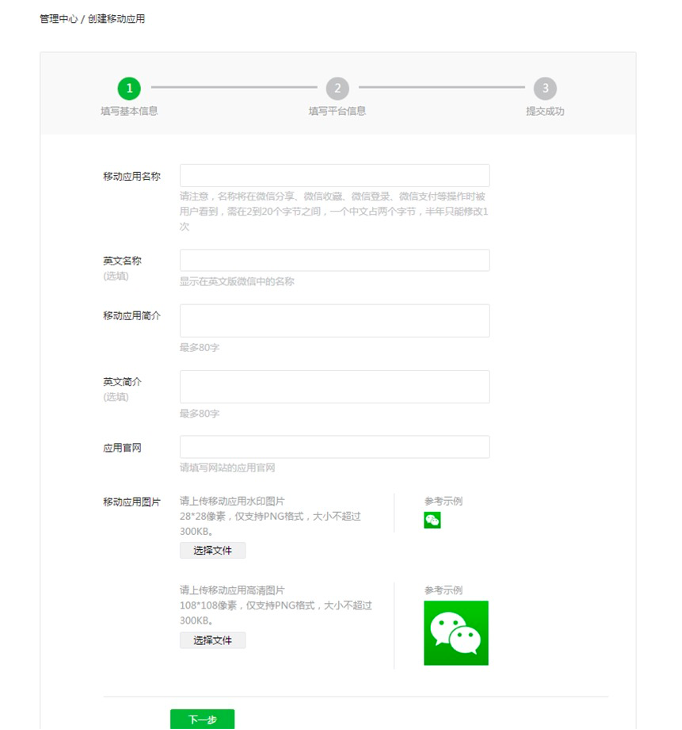 管理中心 / 创建移动应用
1
2
3
填写基本信息
填写平台信息
提交成功
移动应用名称
请注意，名称将在微信分享、微信收藏、微信登录、微信支付等操作时被
用户看到，需在2到20个字节之间，一个中文占两个字节，半年只能修改1
次
英文名称
(选填)
显示在英文版微信中的名称
移动应用简介
最多80字
英文简介
(选填)
最多80字
应用官网
请填写网站的应用官网
移动应用图片
请上传移动应用水印图片
28*28像素，仅支持PNG格式，大小不超过
300KB。
选择文件
参考示例
请上传移动应用高清图片
108*108像素，仅支持PNG格式，大小不超过
300KB。
选择文件
参考示例
下一步